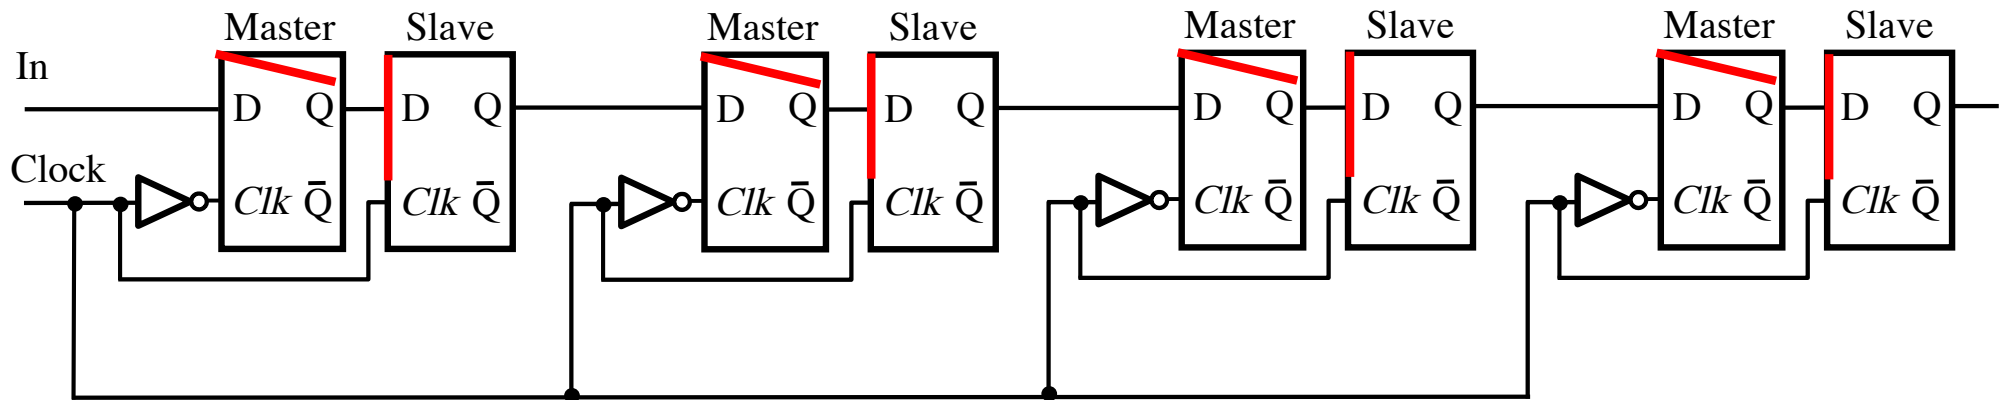 Master Slave Master Slave Master Slave Master Slave
In
D Q D Q D Q D Q D Q D Q D Q D Q
Clock
Clk Q̄ Clk Q̄ Clk Q̄ Clk Q̄ Clk Q̄ Clk Q̄ Clk Q̄ Clk Q̄